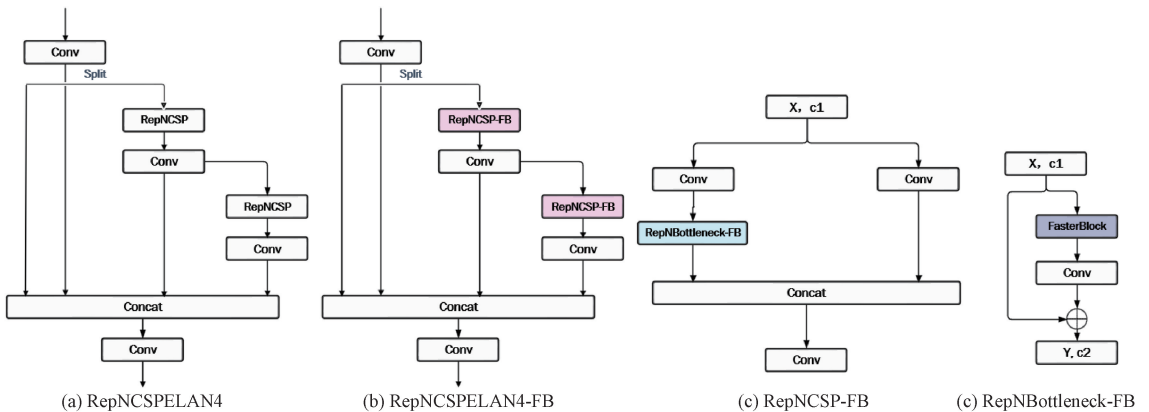 Conv
Split
RepNCSP
Conv
RepNCSP
Conv
Concat
Conv
(a) RepNCSPELAN4
Conv
Split
RepNCSP-FB
Conv
RepNCSP-FB
Conv
Concat
Conv
(b) RepNCSPELAN4-FB
X, c1
Conv
Conv
RepNBottleneck-FB
Concat
Conv
(c) RepNCSP-FB
X, c1
FasterBlock
Conv
Y, c2
(c) RepNBottleneck-FB